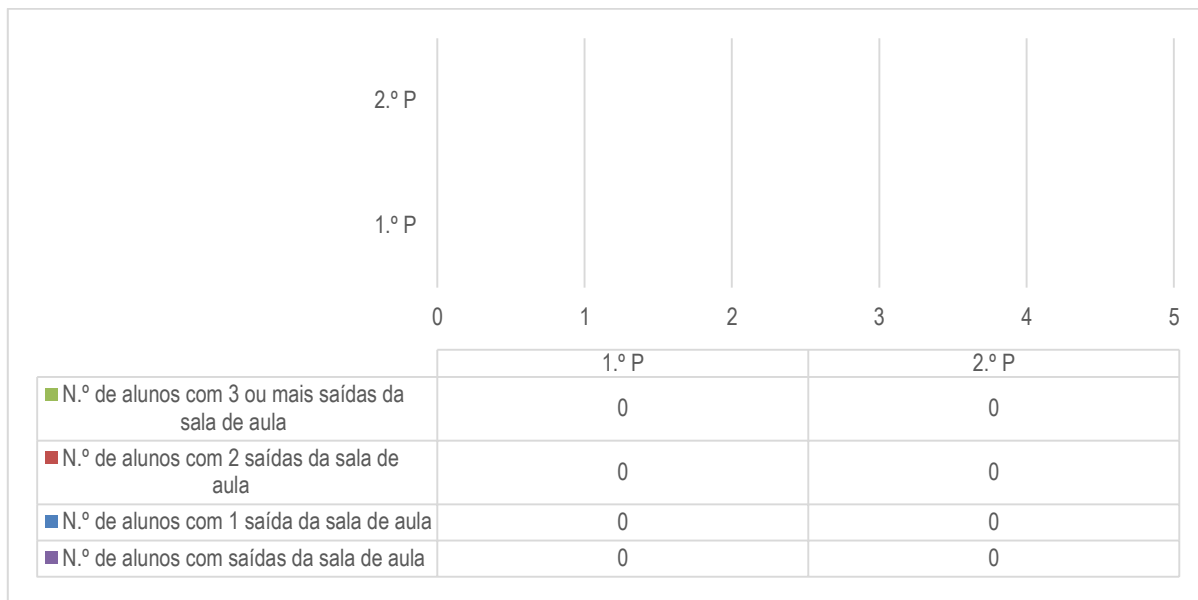 2.º P
1.º P
0 1 2 3 4 5
1.º P 2.º P
N.º de alunos com 3 ou mais saídas da
sala de aula 0 0
N.º de alunos com 2 saídas da sala de
aula 0 0
N.º de alunos com 1 saída da sala de aula 0 0
N.º de alunos com saídas da sala de aula 0 0